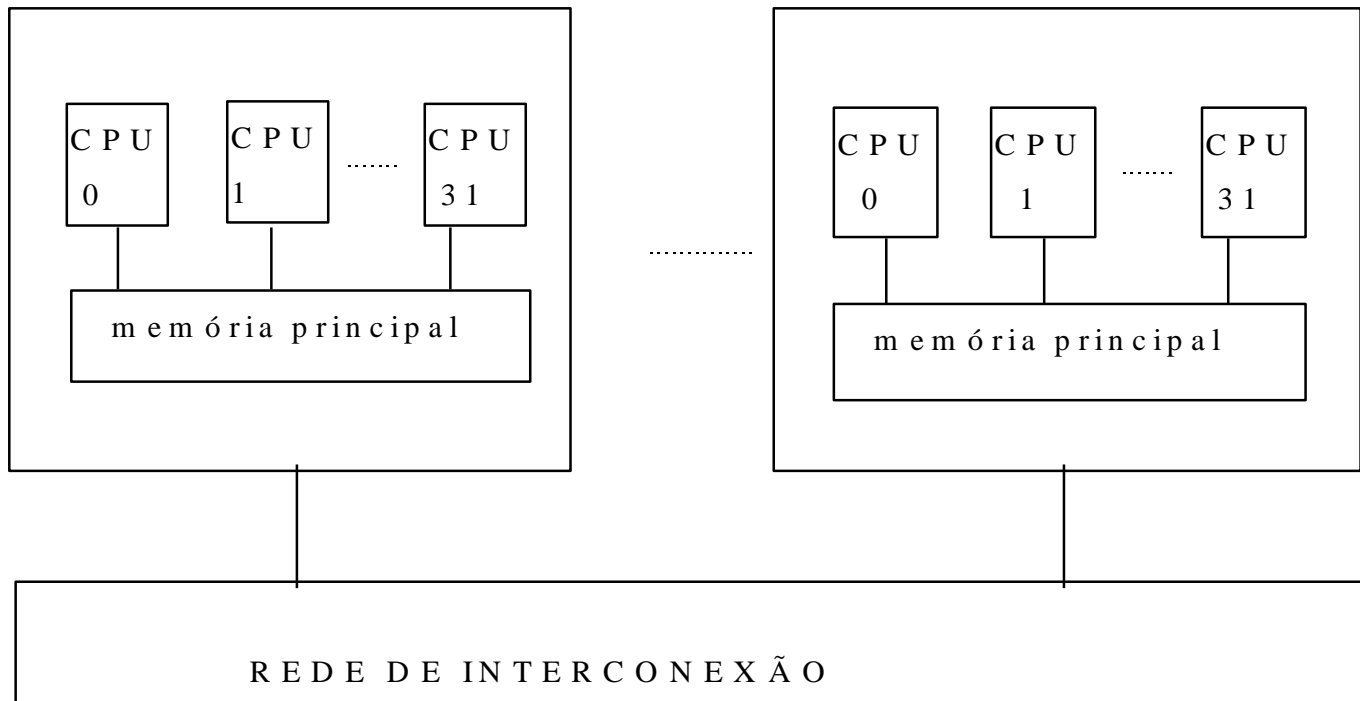 CPU
0
CPU
1
CPU
31
memória principal
CPU
0
CPU
1
CPU
31
memória principal
REDE DE INTERCONEXÃO